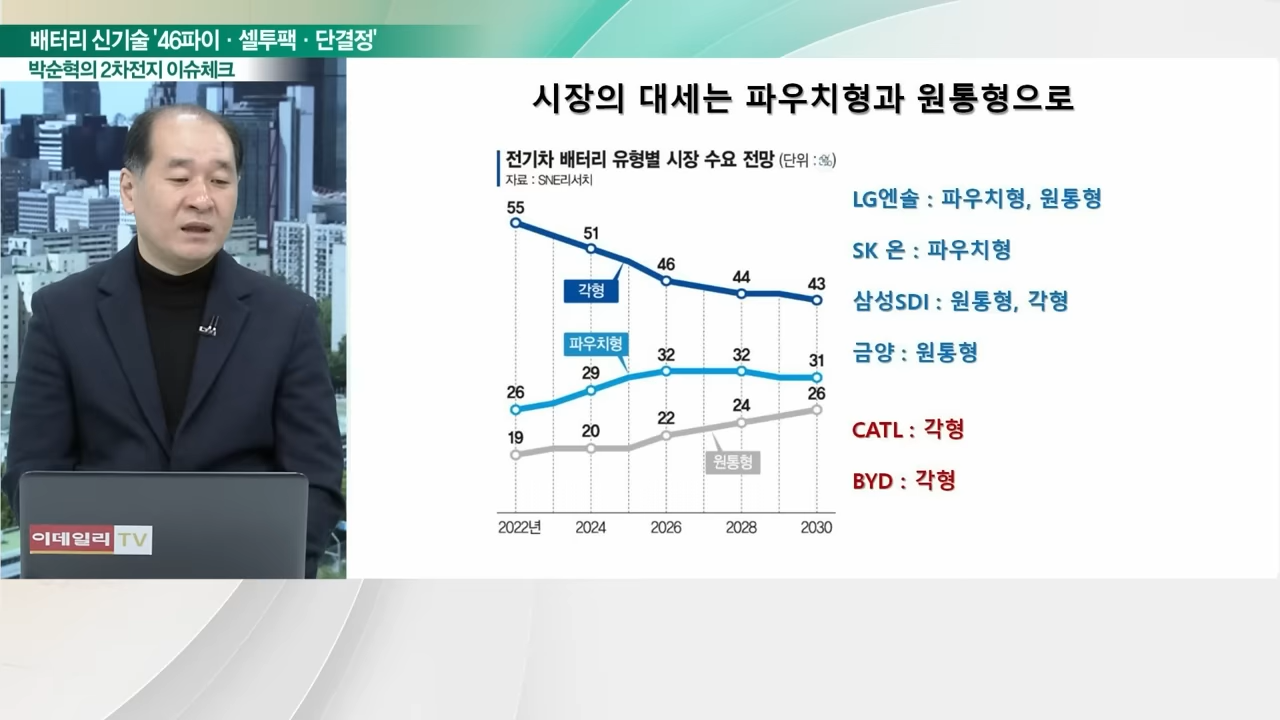 배터리 신기술 '46파이 · 셀투팩 · 단결정'
박순혁의 2차전지 이슈체크
시장의 대세는 파우치형과 원통형으로
전기차 배터리 유형별 시장 수요 전망 (단위 : %)
자료 : SNE리서치
55
51
46
44
43
각형
파우치형
26
29
32
32
31
19
20
22
24
26
원통형
2022년
2024
2026
2028
2030
LG엔솔 : 파우치형, 원통형
SK 온 : 파우치형
삼성SDI : 원통형, 각형
금양 : 원통형
CATL : 각형
BYD : 각형
이데일리 TV